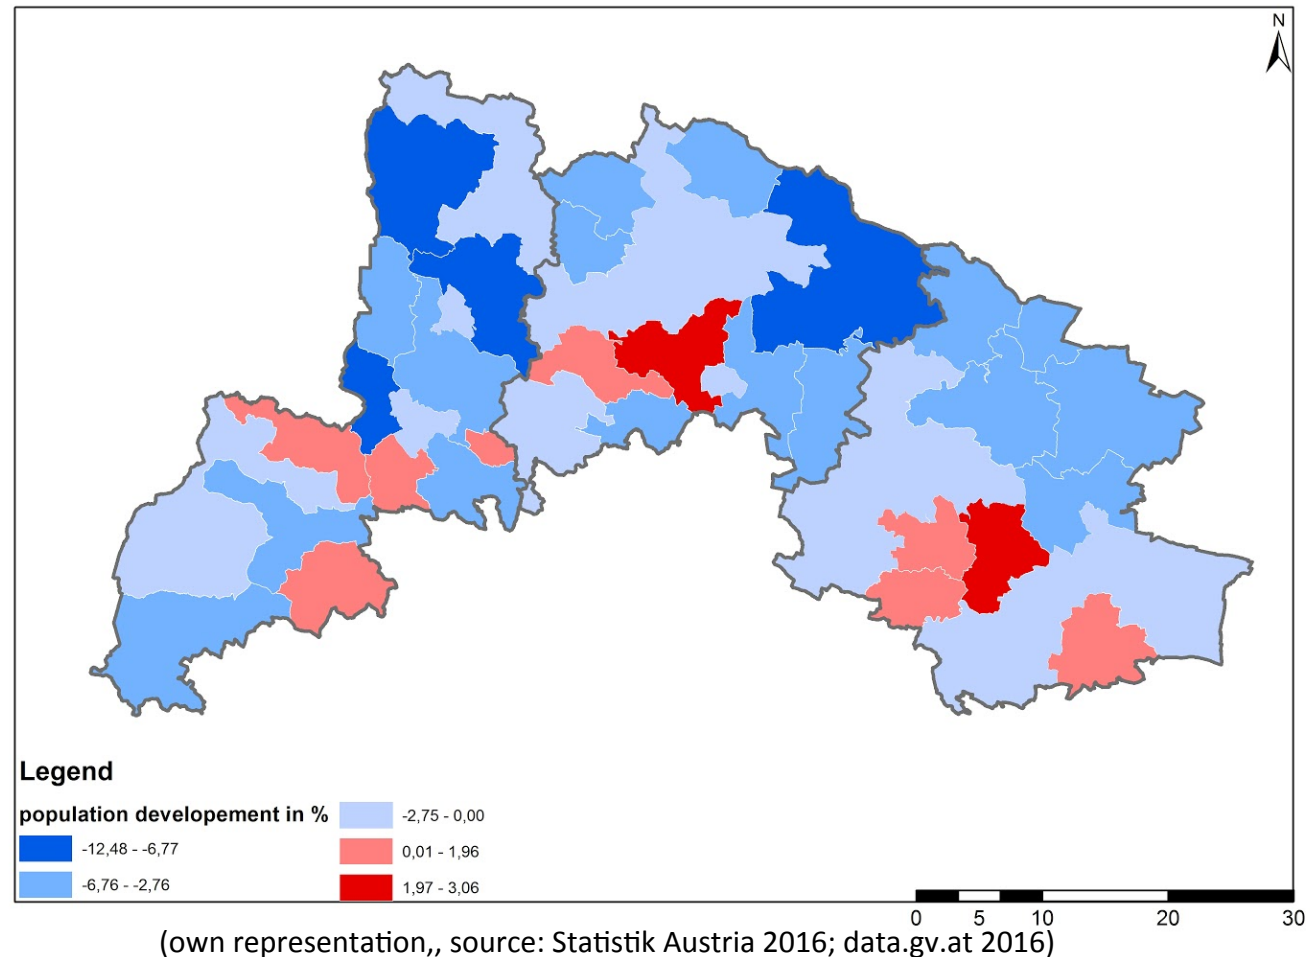 N
Legend
population developement in %
-12,48 - -6,77
-6,76 - -2,76
-2,75 - 0,00
0,01 - 1,96
1,97 - 3,06
0 5 10 20 30
(own representation,, source: Statistik Austria 2016; data.gv.at 2016)